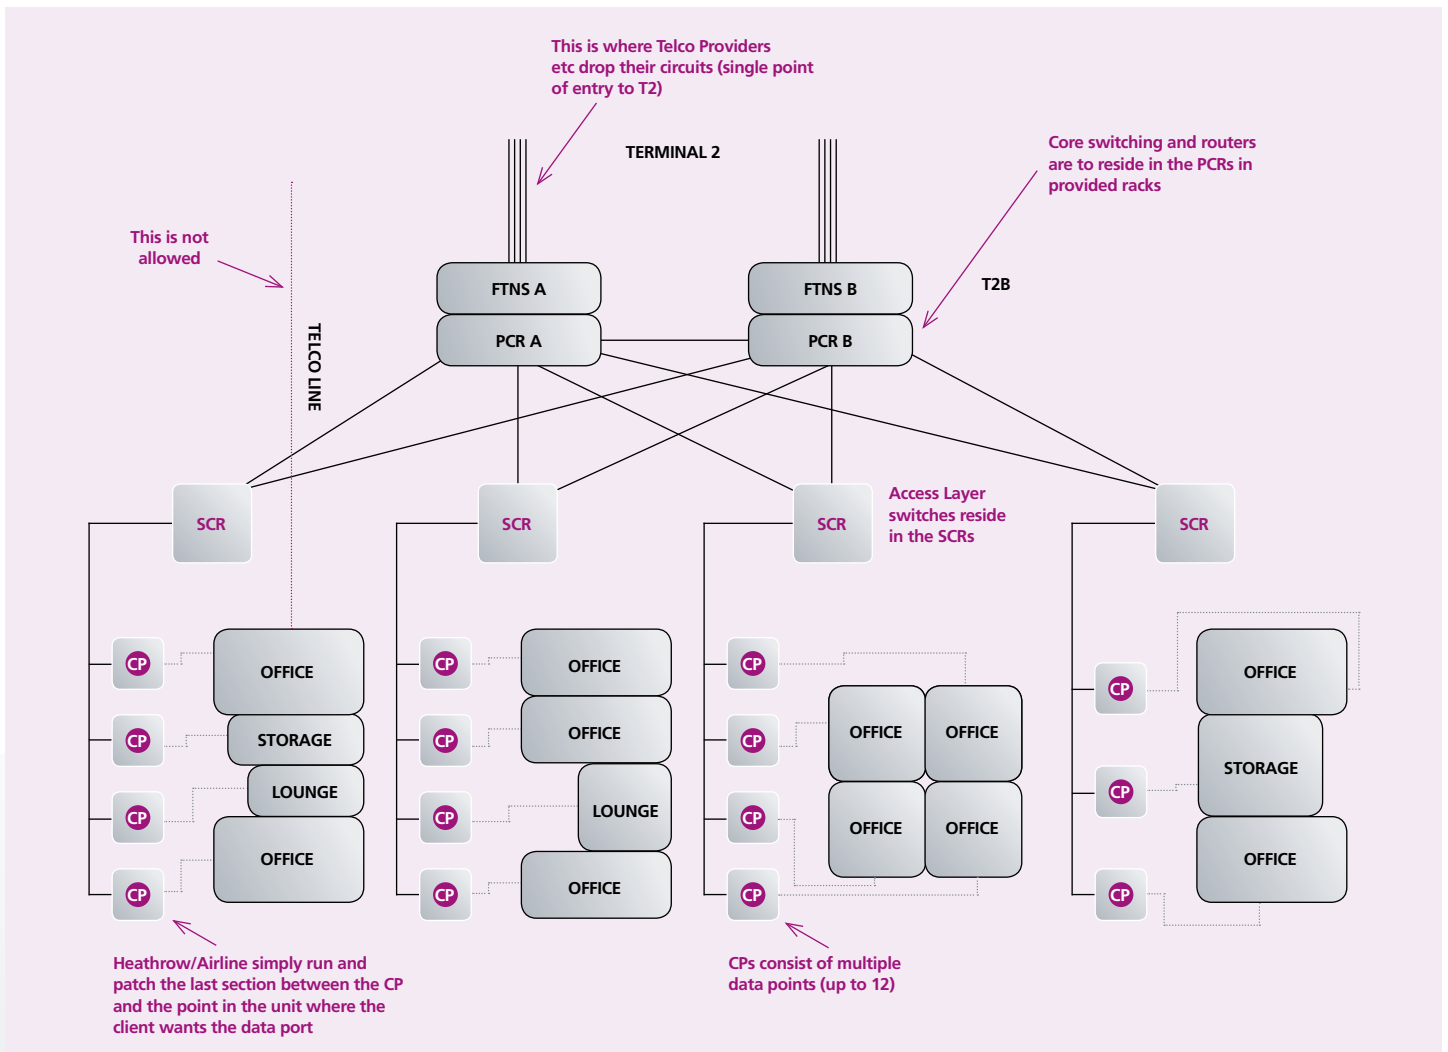 This is where Telco Providers
etc drop their circuits (single point
of entry to T2)
TERMINAL 2
Core switching and routers
are to reside in the PCRs in
provided racks
This is not
allowed
TELCO LINE
FTNS A
FTNS B
T2B
PCR A
PCR B
SCR
SCR
SCR
Access Layer
switches reside
in the SCRs
SCR
CP
OFFICE
CP
STORAGE
CP
LOUNGE
CP
OFFICE
CP
OFFICE
CP
OFFICE
CP
LOUNGE
CP
OFFICE
CP
CP
OFFICE
OFFICE
CP
OFFICE
OFFICE
CP
CP
OFFICE
CP
STORAGE
CP
OFFICE
Heathrow/Airline simply run and
patch the last section between the CP
and the point in the unit where the
client wants the data port
CPs consist of multiple
data points (up to 12)